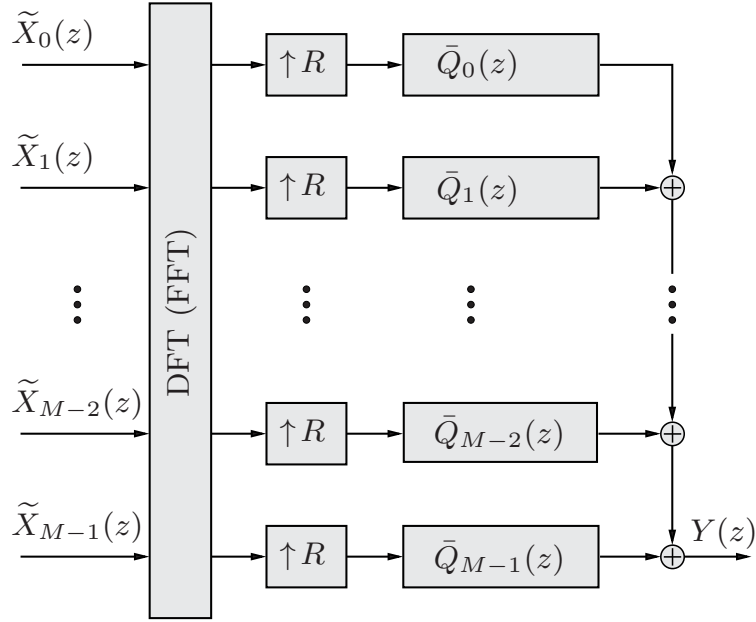 X̃₀(z)
↑R
Q̄₀(z)
X̃₁(z)
↑R
Q̄₁(z)
DFT (FFT)
X̃_{M−2}(z)
↑R
Q̄_{M−2}(z)
X̃_{M−1}(z)
↑R
Q̄_{M−1}(z)
Y(z)